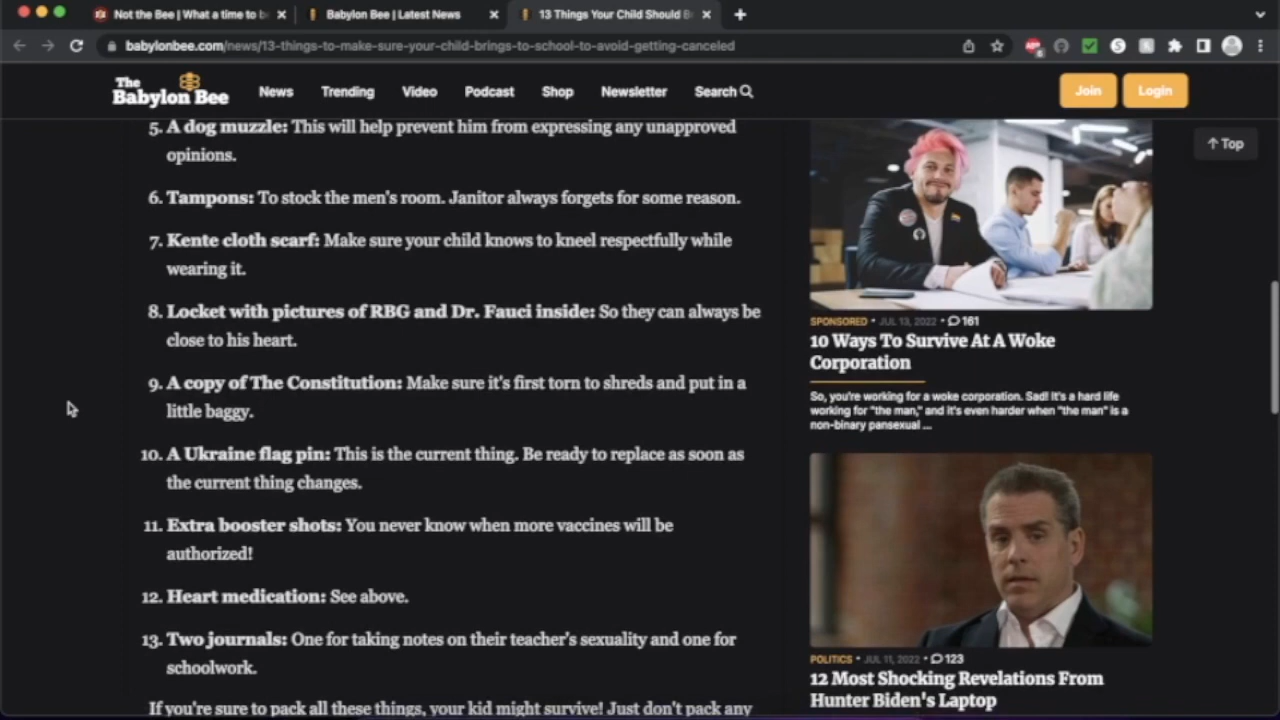 Not the Bee | What a time to b
Babylon Bee | Latest News
13 Things Your Child Should B
babylonbee.com/news/13-things-to-make-sure-your-child-brings-to-school-to-avoid-getting-canceled
The
Babylon Bee
News
Trending
Video
Podcast
Shop
Newsletter
Search
Join
Login
↑ Top
5. A dog muzzle: This will help prevent him from expressing any unapproved
opinions.
6. Tampons: To stock the men's room. Janitor always forgets for some reason.
7. Kente cloth scarf: Make sure your child knows to kneel respectfully while
wearing it.
8. Locket with pictures of RBG and Dr. Fauci inside: So they can always be
close to his heart.
9. A copy of The Constitution: Make sure it's first torn to shreds and put in a
little baggy.
10. A Ukraine flag pin: This is the current thing. Be ready to replace as soon as
the current thing changes.
11. Extra booster shots: You never know when more vaccines will be
authorized!
12. Heart medication: See above.
13. Two journals: One for taking notes on their teacher's sexuality and one for
schoolwork.
If you're sure to pack all these things, your kid might survive! Just don't pack any
SPONSORED • JUL 13, 2022 • 161
10 Ways To Survive At A Woke
Corporation
So, you're working for a woke corporation. Sad! It's a hard life
working for "the man," and it's even harder when "the man" is a
non-binary pansexual ...
POLITICS • JUL 11, 2022 • 123
12 Most Shocking Revelations From
Hunter Biden's Laptop